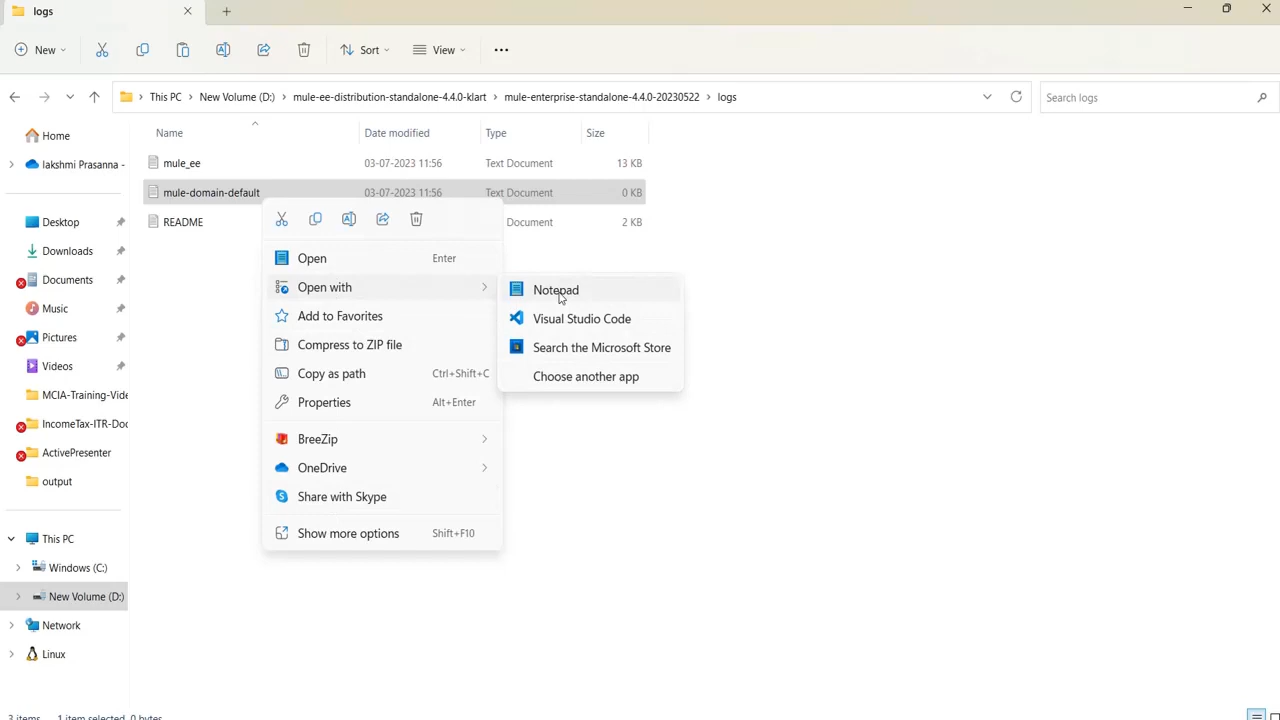 logs
New
Sort
View
This PC > New Volume (D:) > mule-ee-distribution-standalone-4.4.0-klart > mule-enterprise-standalone-4.4.0-20230522 > logs
Search logs
Name Date modified Type Size
mule_ee 03-07-2023 11:56 Text Document 13 KB
mule-domain-default 03-07-2023 11:56 Text Document 0 KB
README Document 2 KB
Home
lakshmi Prasanna -
Desktop
Downloads
Documents
Music
Pictures
Videos
MCIA-Training-Vide
IncomeTax-ITR-Doc
ActivePresenter
output
This PC
Windows (C:)
New Volume (D:)
Network
Linux
Open Enter
Open with
Add to Favorites
Compress to ZIP file
Copy as path Ctrl+Shift+C
Properties Alt+Enter
BreeZip
OneDrive
Share with Skype
Show more options Shift+F10
Notepad
Visual Studio Code
Search the Microsoft Store
Choose another app
3 items 1 item selected 0 bytes